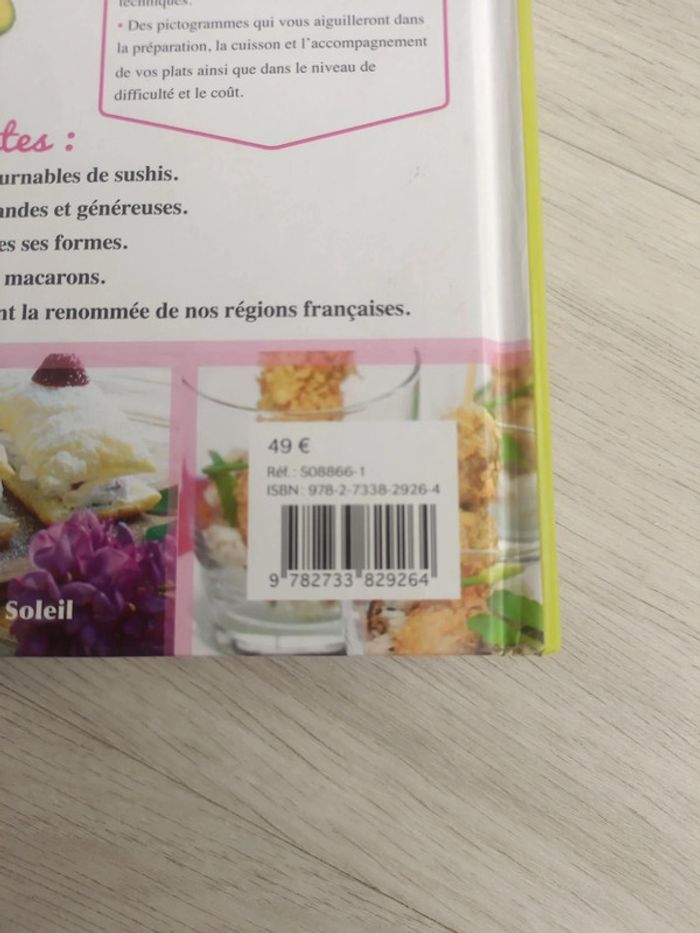 techniques.
• Des pictogrammes qui vous aiguilleront dans
la préparation, la cuisson et l'accompagnement
de vos plats ainsi que dans le niveau de
difficulté et le coût.
tes :
urnables de sushis.
andes et généreuses.
es ses formes.
macarons.
nt la renommée de nos régions françaises.
49 €
Réf. : S08866-1
ISBN : 978-2-7338-2926-4
9 782733 829264
Soleil